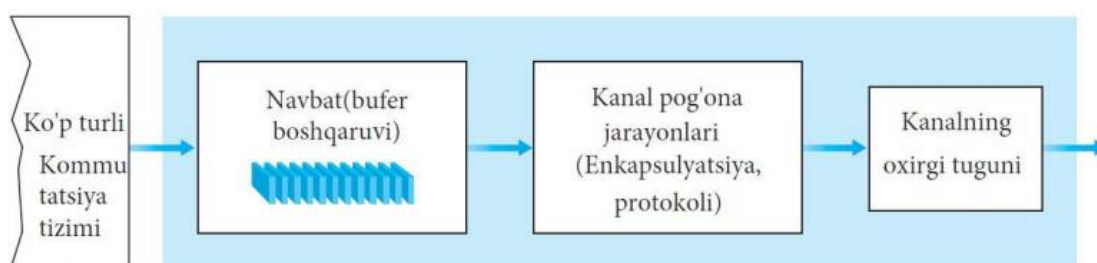 Ko'p turli
Kommu
tatsiya
tizimi
Navbat(bufer
boshqaruvi)
Kanal pog'ona
jarayonlari
(Enkapsulyatsiya,
protokoli)
Kanalning
oxirgi tuguni